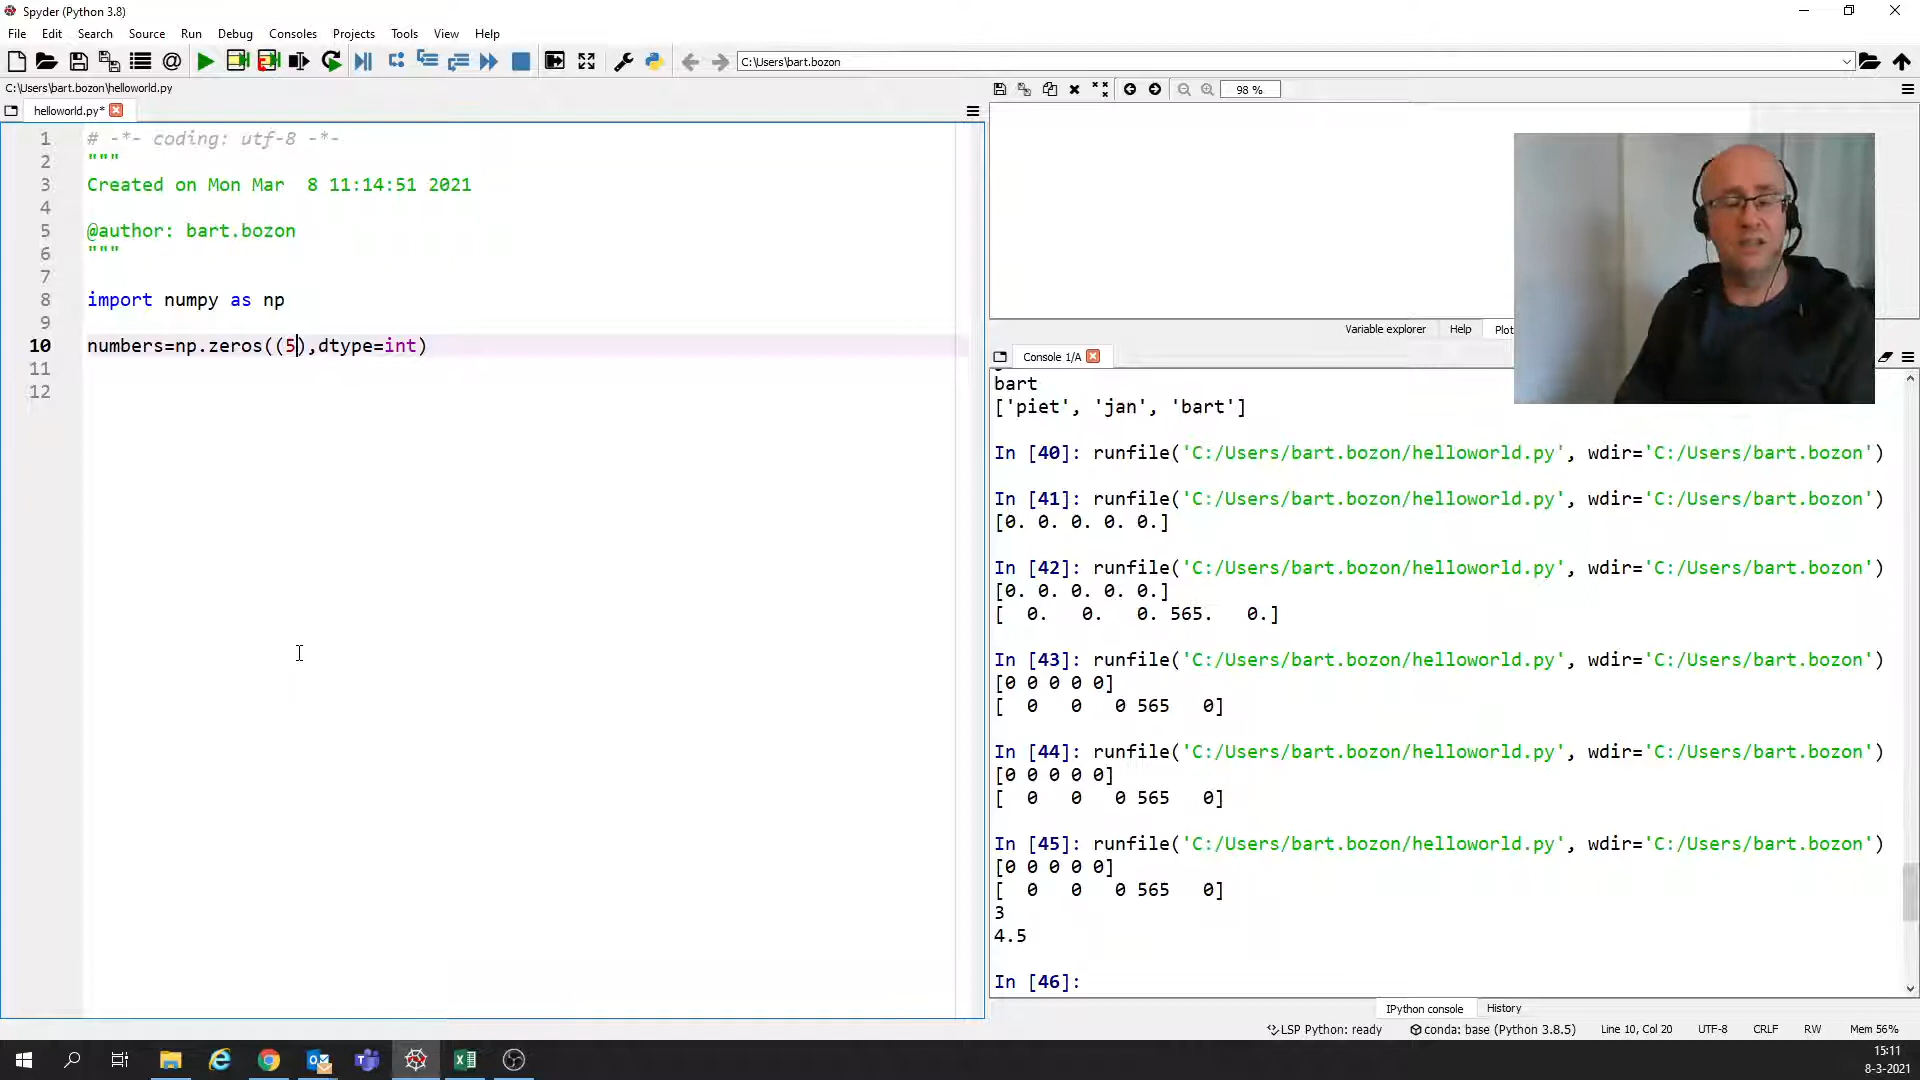 Spyder (Python 3.8)
File Edit Search Source Run Debug Consoles Projects Tools View Help
C:\Users\bart.bozon
C:\Users\bart.bozon\helloworld.py
helloworld.py*
98 %
1 # -*- coding: utf-8 -*-
2 """
3 Created on Mon Mar  8 11:14:51 2021
4
5 @author: bart.bozon
6 """
7
8 import numpy as np
9
10 numbers=np.zeros((5),dtype=int)
11
12
Variable explorer Help Plot
Console 1/A
bart
['piet', 'jan', 'bart']
In [40]: runfile('C:/Users/bart.bozon/helloworld.py', wdir='C:/Users/bart.bozon')
In [41]: runfile('C:/Users/bart.bozon/helloworld.py', wdir='C:/Users/bart.bozon')
[0. 0. 0. 0. 0.]
In [42]: runfile('C:/Users/bart.bozon/helloworld.py', wdir='C:/Users/bart.bozon')
[0. 0. 0. 0. 0.]
[  0.   0.   0. 565.   0.]
In [43]: runfile('C:/Users/bart.bozon/helloworld.py', wdir='C:/Users/bart.bozon')
[0 0 0 0 0]
[  0   0   0 565   0]
In [44]: runfile('C:/Users/bart.bozon/helloworld.py', wdir='C:/Users/bart.bozon')
[0 0 0 0 0]
[  0   0   0 565   0]
In [45]: runfile('C:/Users/bart.bozon/helloworld.py', wdir='C:/Users/bart.bozon')
[0 0 0 0 0]
[  0   0   0 565   0]
3
4.5
In [46]:
IPython console History
LSP Python: ready conda: base (Python 3.8.5) Line 10, Col 20 UTF-8 CRLF RW Mem 56%
15:11
8-3-2021